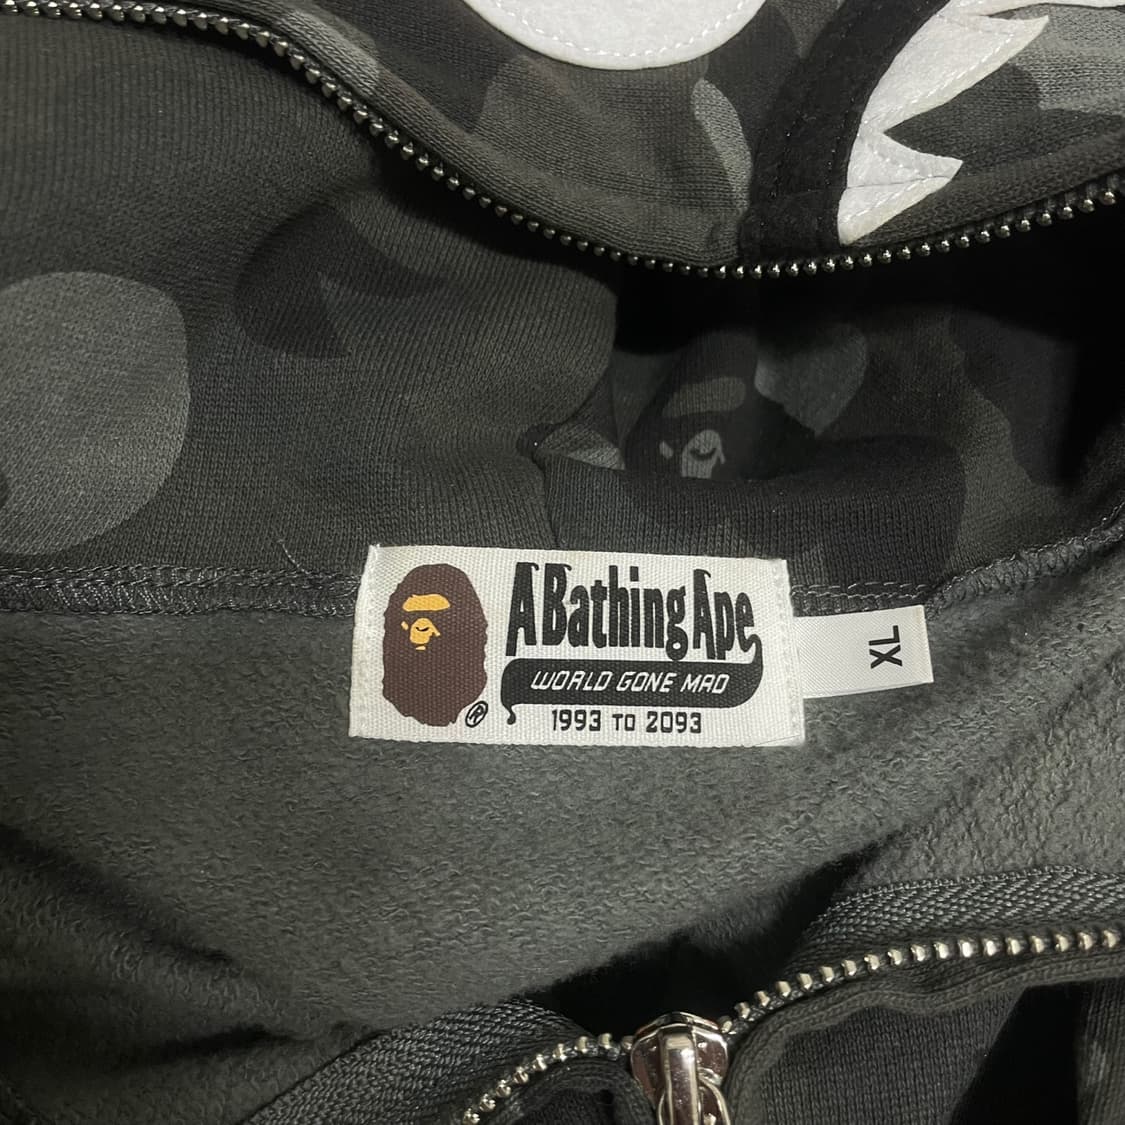 A Bathing Ape
WORLD GONE MAD
®
1993 TO 2093
XL